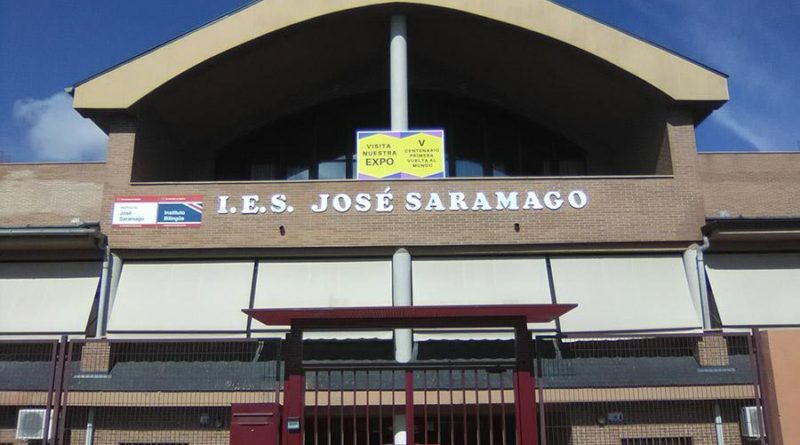 VISITA
NUESTRA
EXPO
V
CENTENARIO
PRIMERA
VUELTA AL
MUNDO
I.E.S. JOSÉ SARAMAGO
José
Saramago
Instituto
Bilingüe